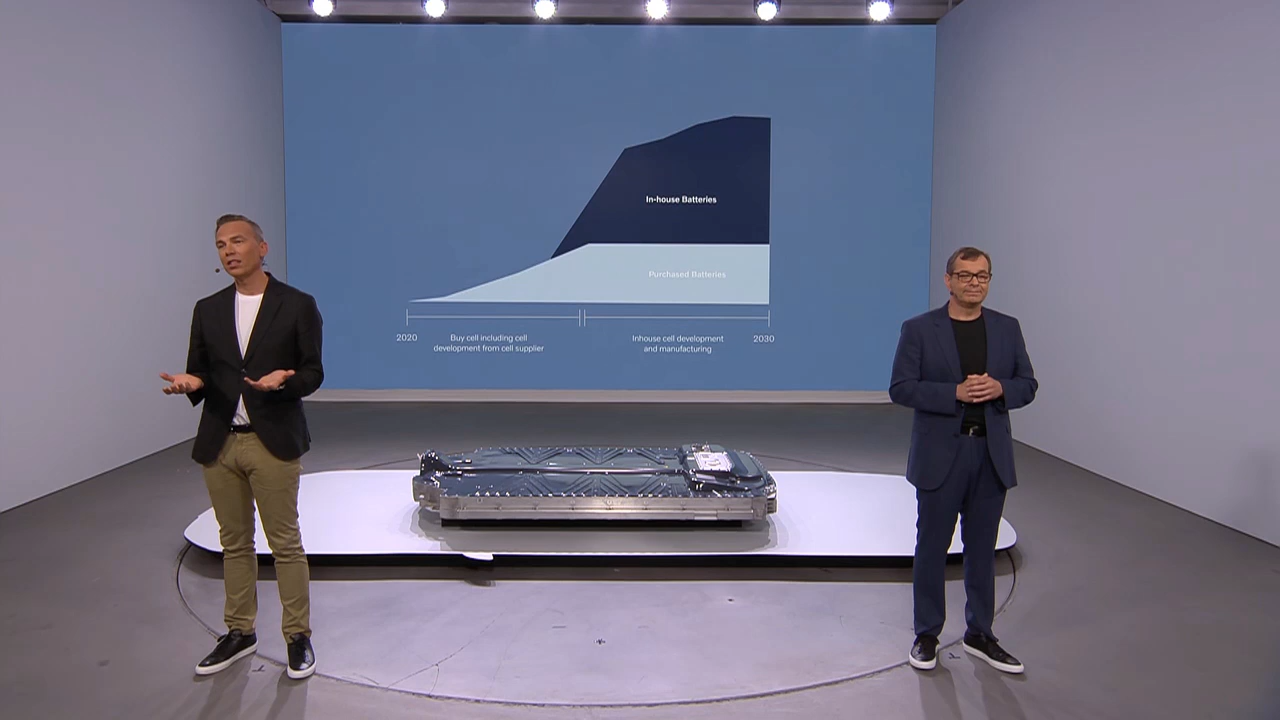 In-house Batteries
Purchased Batteries
2020
Buy cell including cell
development from cell supplier
Inhouse cell development
and manufacturing
2030